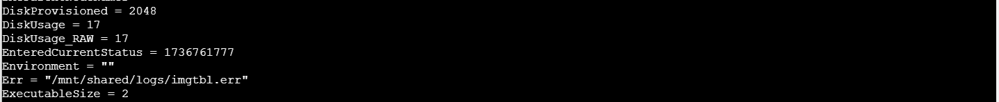 DiskProvisioned = 2048
DiskUsage = 17
DiskUsage_RAW = 17
EnteredCurrentStatus = 1736761777
Environment = ""
Err = "/mnt/shared/logs/imgtbl.err"
ExecutableSize = 2